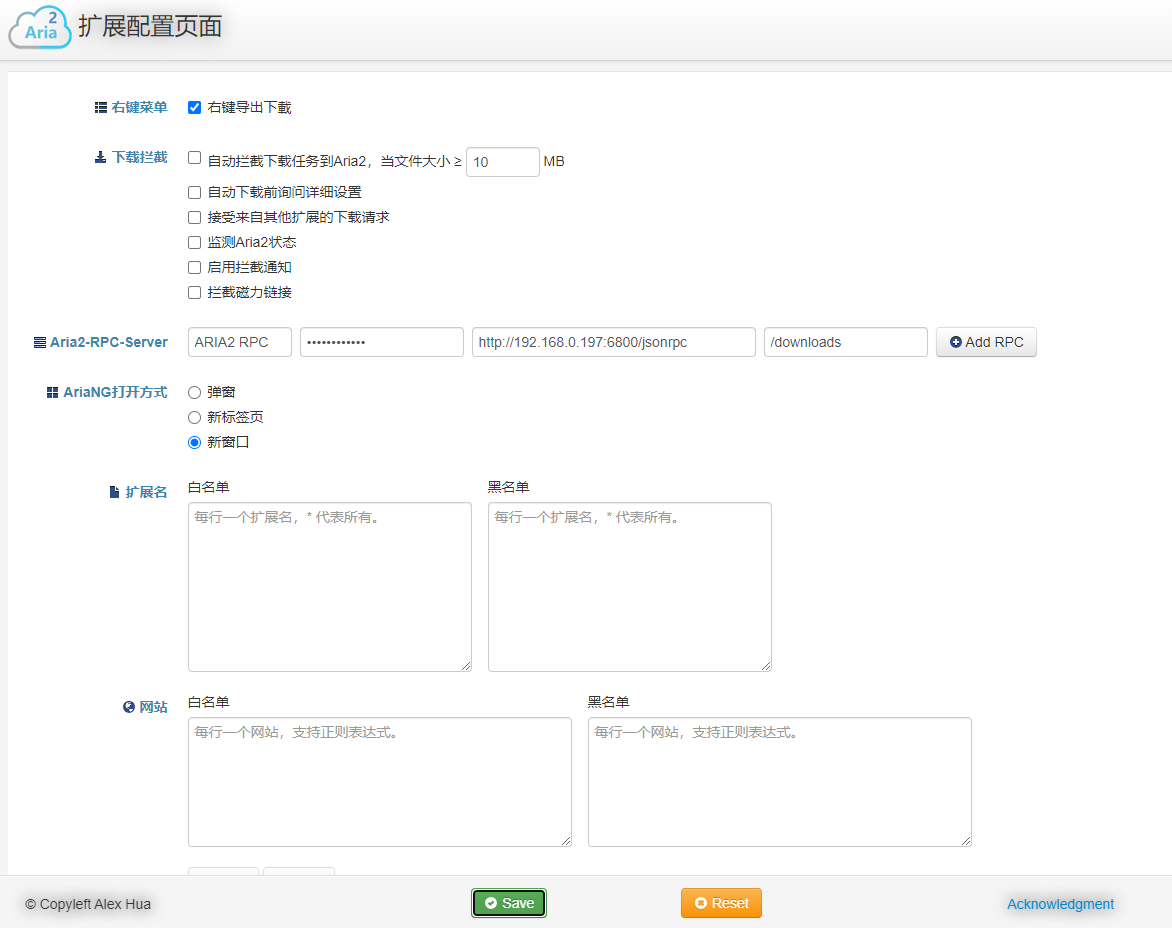 Aria2 扩展配置页面
右键菜单 右键导出下载
下载拦截 自动拦截下载任务到Aria2，当文件大小 ≥ 10 MB
自动下载前询问详细设置
接受来自其他扩展的下载请求
监测Aria2状态
启用拦截通知
拦截磁力链接
Aria2-RPC-Server ARIA2 RPC •••••••••••• http://192.168.0.197:6800/jsonrpc /downloads Add RPC
AriaNG打开方式 弹窗
新标签页
新窗口
扩展名 白名单 黑名单
每行一个扩展名，* 代表所有。 每行一个扩展名，* 代表所有。
网站 白名单 黑名单
每行一个网站，支持正则表达式。 每行一个网站，支持正则表达式。
© Copyleft Alex Hua Save Reset Acknowledgment